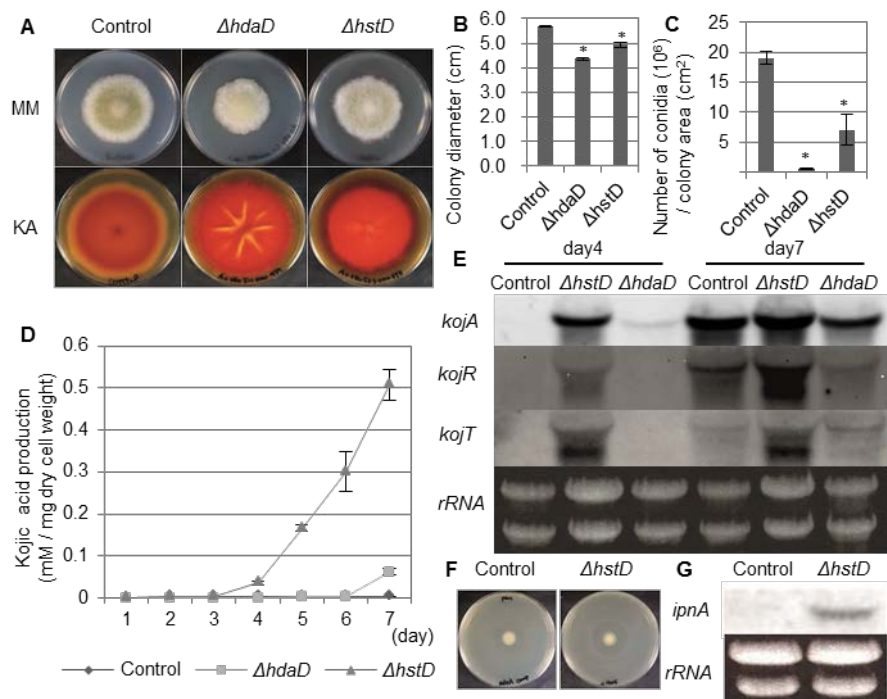 A
Control
ΔhdaD
ΔhstD
MM
KA
B
Colony diameter (cm)
6.0
5.0
4.0
3.0
2.0
1.0
0.0
*
*
Control
ΔhdaD
ΔhstD
C
Number of conidia (10⁶)
/ colony area (cm²)
25
20
15
10
5
*
*
Control
ΔhdaD
ΔhstD
D
Kojic acid production
(mM / mg dry cell weight)
0.6
0.5
0.4
0.3
0.2
0.1
0
1 2 3 4 5 6 7
(day)
Control ΔhdaD ΔhstD
E
day4 day7
Control ΔhstD ΔhdaD Control ΔhstD ΔhdaD
kojA
kojR
kojT
rRNA
F
Control ΔhstD
G
Control ΔhstD
ipnA
rRNA